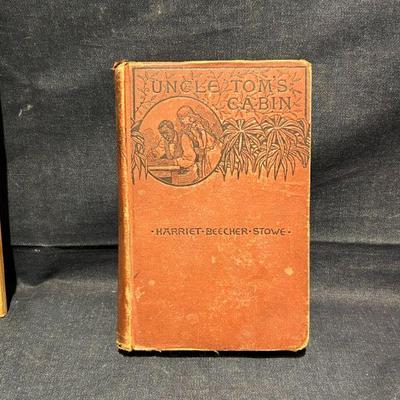 UNCLE TOM'S
CABIN
·HARRIET·BEECHER·STOWE·